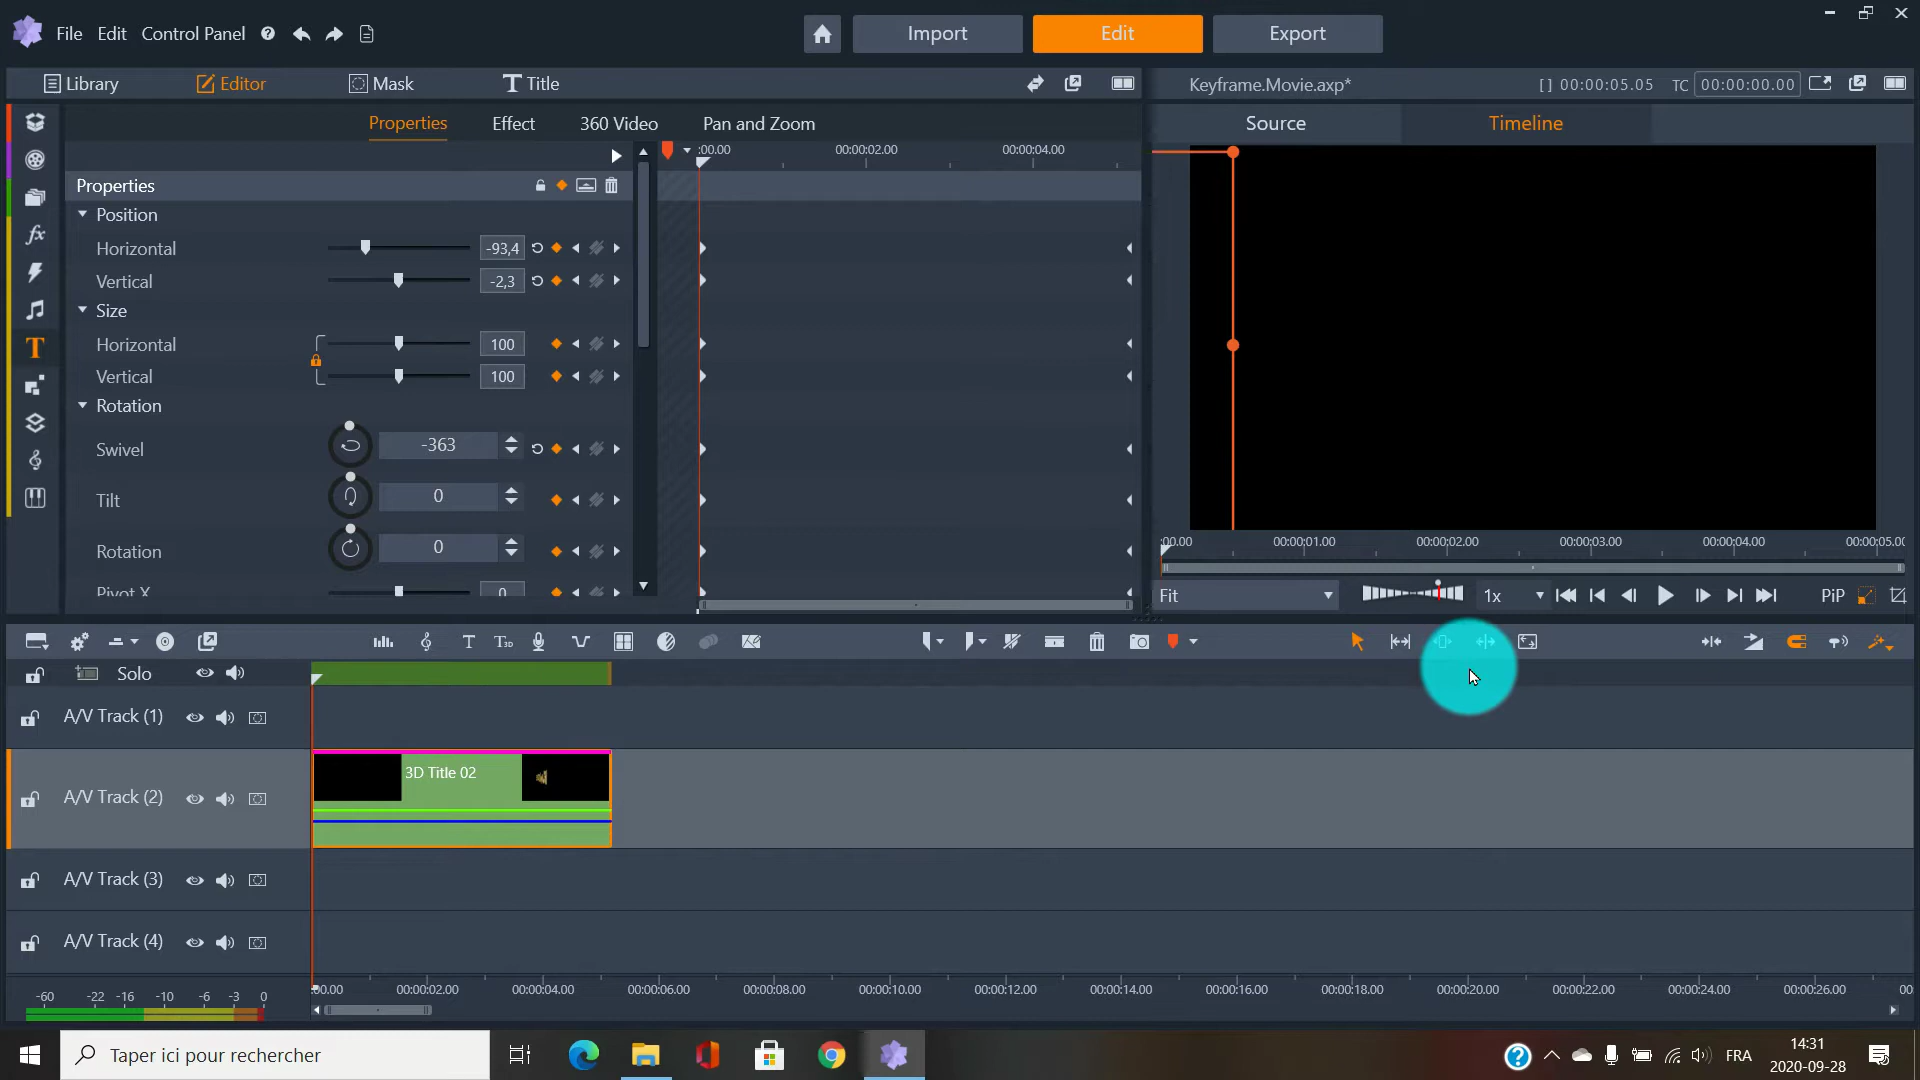 File Edit Control Panel
Import Edit Export
Library Editor Mask Title
Keyframe.Movie.axp* [] 00:00:05.05 TC 00:00:00.00
Properties Effect 360 Video Pan and Zoom
Source Timeline
:00.00 00:00:02.00 00:00:04.00
Properties
Position
Horizontal -93,4
Vertical -2,3
Size
Horizontal 100
Vertical 100
Rotation
Swivel -363
Tilt 0
Rotation 0
Pivot X 0
:00.00 00:00:01.00 00:00:02.00 00:00:03.00 00:00:04.00 00:00:05.0
Fit 1x PiP
Solo
A/V Track (1)
A/V Track (2) 3D Title 02
A/V Track (3)
A/V Track (4)
:00.00 00:00:02.00 00:00:04.00 00:00:06.00 00:00:08.00 00:00:10.00 00:00:12.00 00:00:14.00 00:00:16.00 00:00:18.00 00:00:20.00 00:00:22.00 00:00:24.00 00:00:26.00 00
-60 -22 -16 -10 -6 -3 0
Taper ici pour rechercher
FRA
14:31
2020-09-28